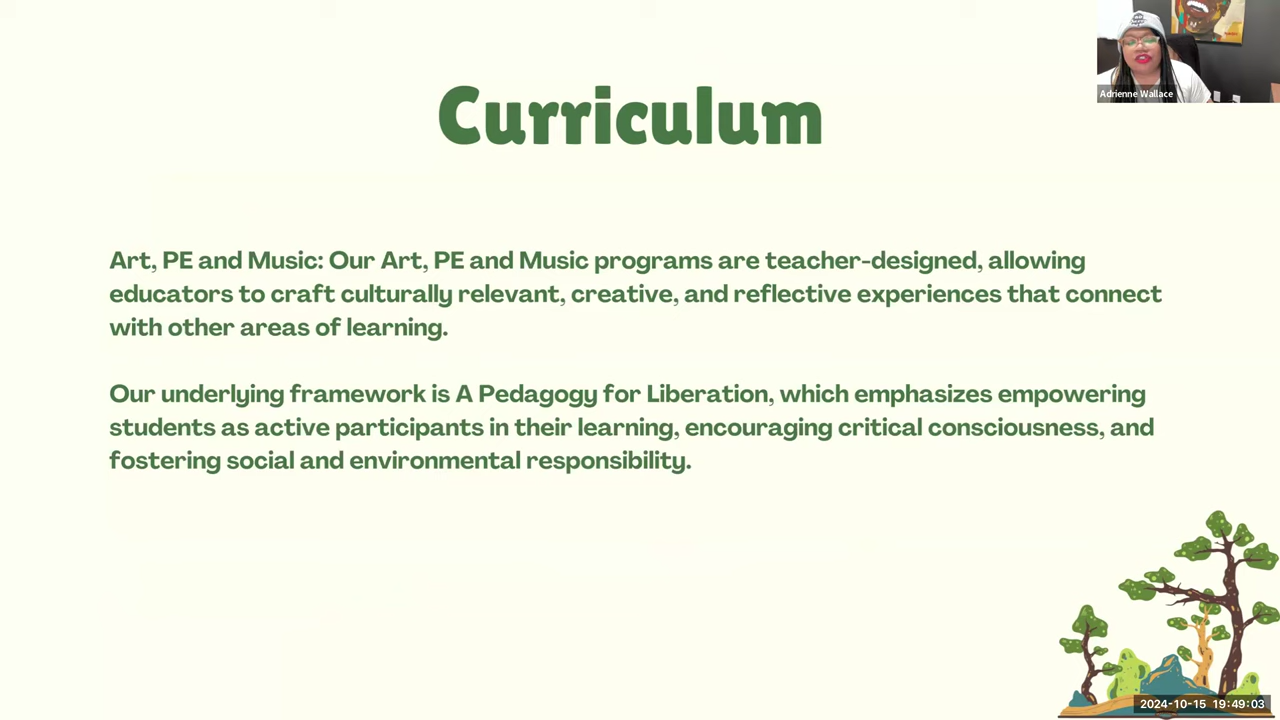 Adrienne Wallace
Curriculum
Art, PE and Music: Our Art, PE and Music programs are teacher-designed, allowing
educators to craft culturally relevant, creative, and reflective experiences that connect
with other areas of learning.
Our underlying framework is A Pedagogy for Liberation, which emphasizes empowering
students as active participants in their learning, encouraging critical consciousness, and
fostering social and environmental responsibility.
2024-10-15 19:49:03